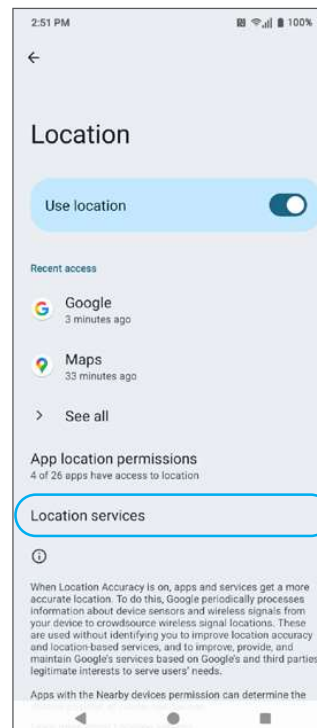 2:51 PM 100%
Location
Use location
Recent access
Google
3 minutes ago
Maps
33 minutes ago
See all
App location permissions
4 of 26 apps have access to location
Location services
When Location Accuracy is on, apps and services get a more
accurate location. To do this, Google periodically processes
information about device sensors and wireless signals from
your device to crowdsource wireless signal locations. These
are used without identifying you to improve location accuracy
and location-based services, and to improve, provide, and
maintain Google's services based on Google's and third parties'
legitimate interests to serve users' needs.
Apps with the Nearby devices permission can determine the